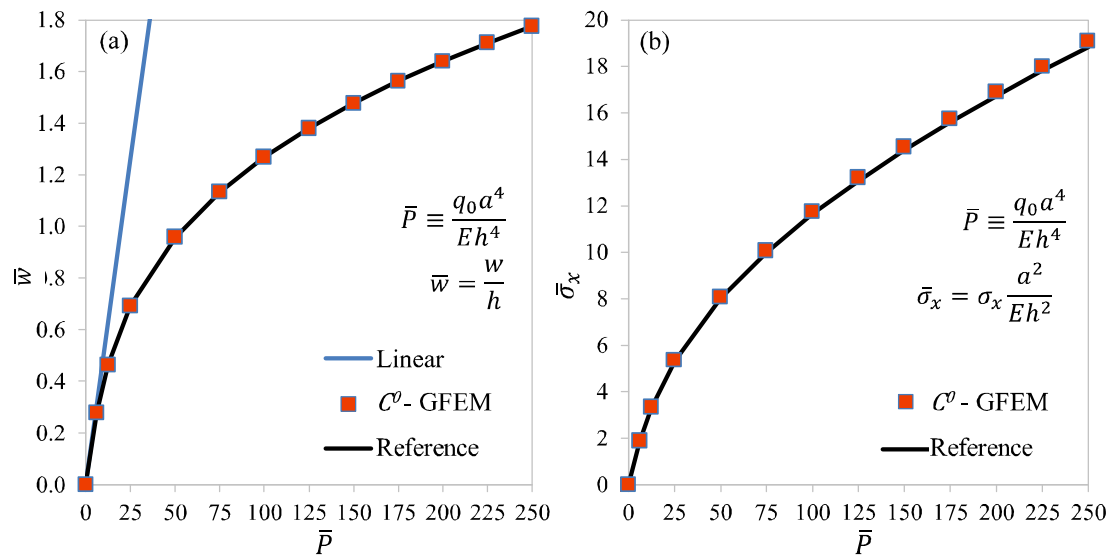 (a)
1.8
1.6
1.4
1.2
1.0
0.8
0.6
0.4
0.2
0.0
w̅
P̅ ≡ q₀a⁴/Eh⁴
w̅ = w/h
Linear
C⁰ - GFEM
Reference
0 25 50 75 100 125 150 175 200 225 250
P̅
(b)
20
18
16
14
12
10
8
6
4
2
0
σ̅ₓ
P̅ ≡ q₀a⁴/Eh⁴
σ̅ₓ = σₓ a²/Eh²
C⁰ - GFEM
Reference
0 25 50 75 100 125 150 175 200 225 250
P̅